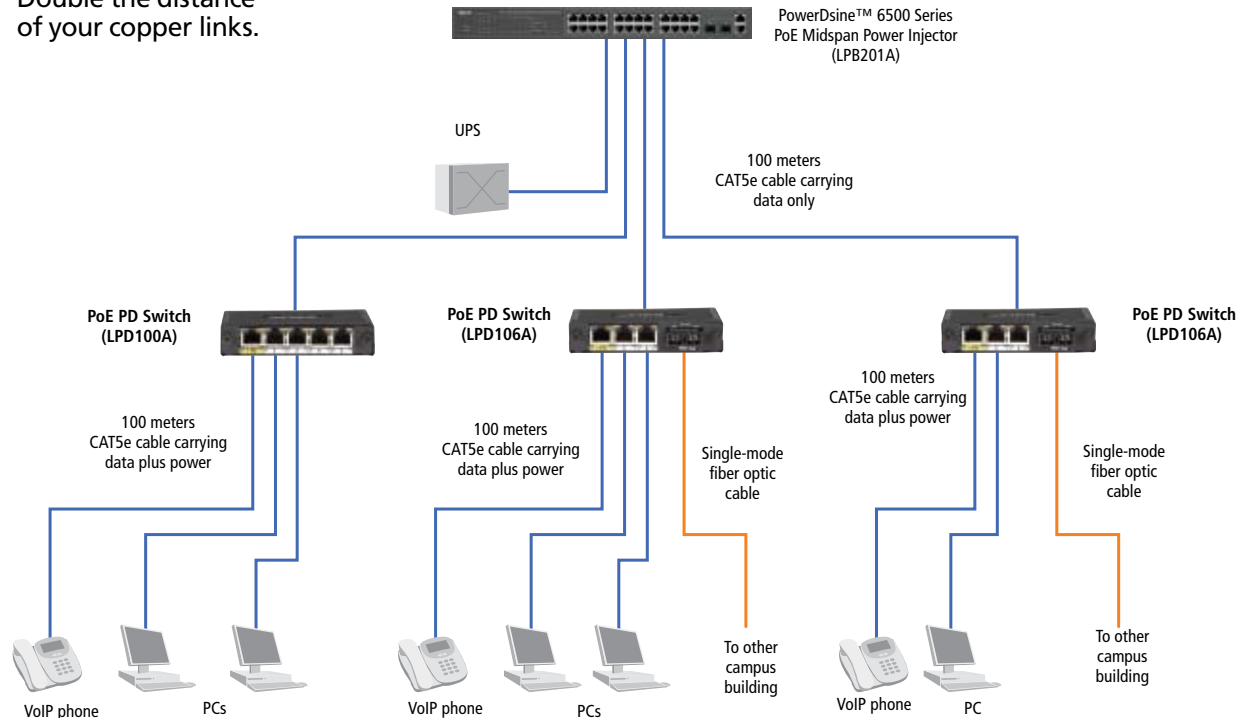 Double the distance
of your copper links.
PowerDsine™ 6500 Series
PoE Midspan Power Injector
(LPB201A)
UPS
100 meters
CAT5e cable carrying
data only
PoE PD Switch
(LPD100A)
PoE PD Switch
(LPD106A)
PoE PD Switch
(LPD106A)
100 meters
CAT5e cable carrying
data plus power
100 meters
CAT5e cable carrying
data plus power
Single-mode
fiber optic
cable
100 meters
CAT5e cable carrying
data plus power
Single-mode
fiber optic
cable
VoIP phone
PCs
VoIP phone
PCs
To other
campus
building
VoIP phone
PC
To other
campus
building